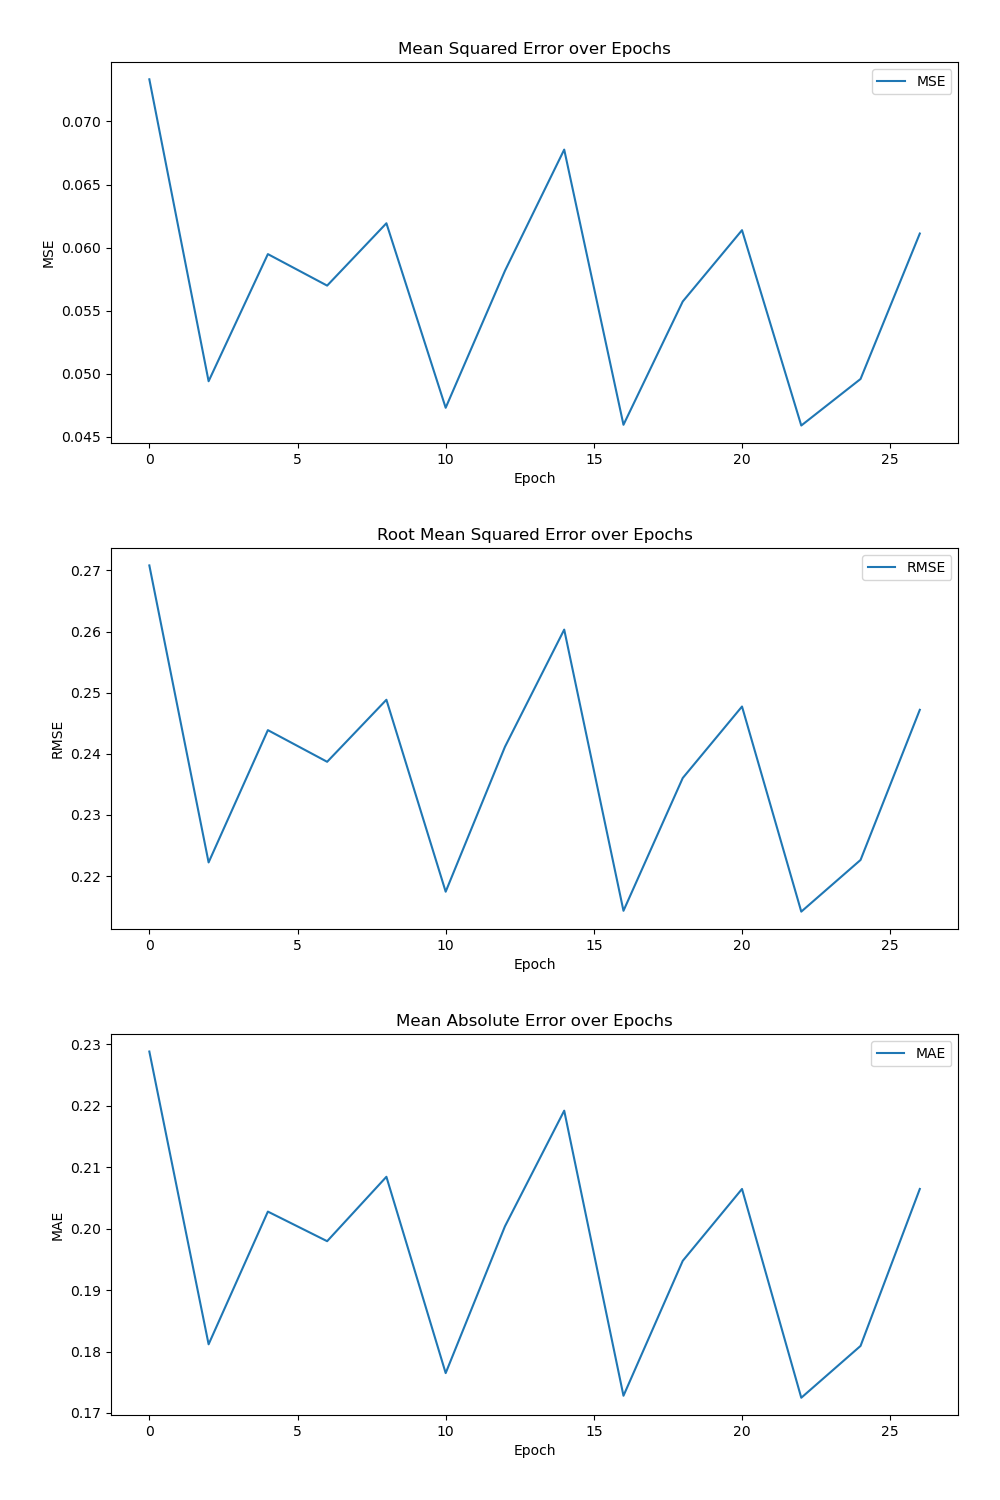 Mean Squared Error over Epochs
MSE
0.070
0.065
0.060
0.055
0.050
0.045
MSE
0 5 10 15 20 25
Epoch
Root Mean Squared Error over Epochs
RMSE
0.27
0.26
0.25
0.24
0.23
0.22
RMSE
0 5 10 15 20 25
Epoch
Mean Absolute Error over Epochs
MAE
0.23
0.22
0.21
0.20
0.19
0.18
0.17
MAE
0 5 10 15 20 25
Epoch